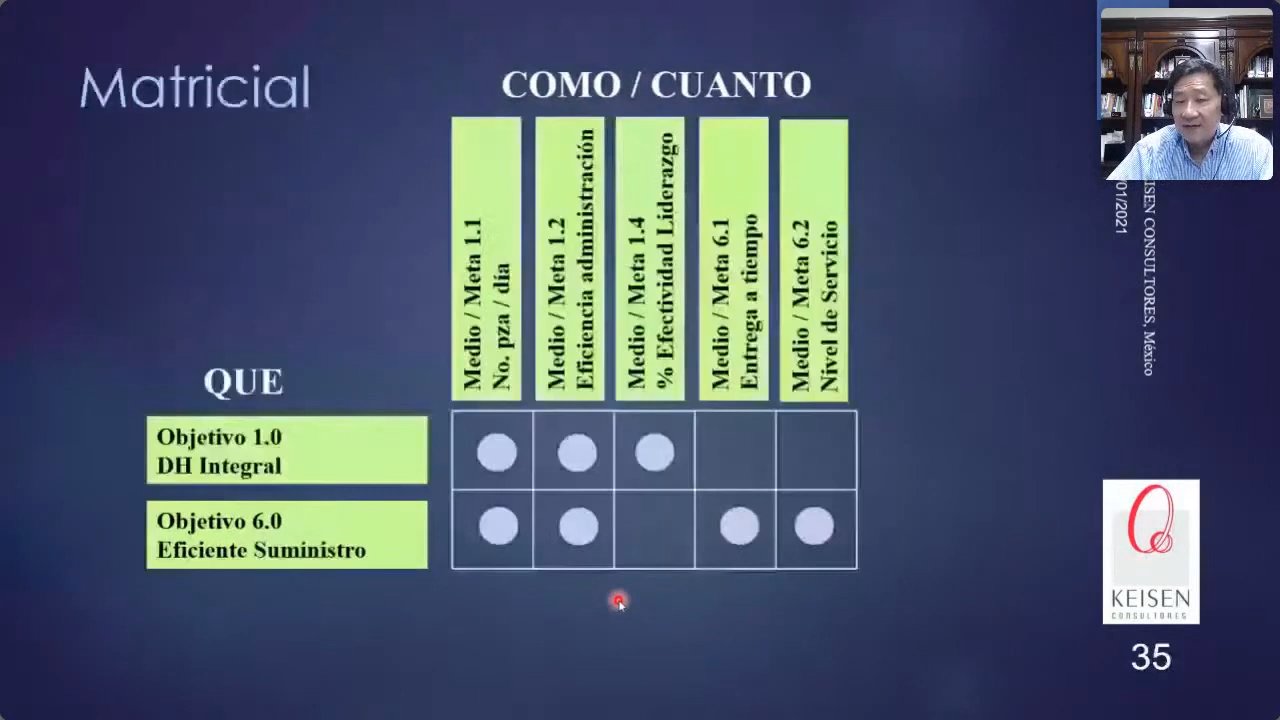 Matricial
COMO / CUANTO
Medio / Meta 1.1
No. pza / día
Medio / Meta 1.2
Eficiencia administración
Medio / Meta 1.4
% Efectividad Liderazgo
Medio / Meta 6.1
Entrega a tiempo
Medio / Meta 6.2
Nivel de Servicio
QUE
Objetivo 1.0
DH Integral
Objetivo 6.0
Eficiente Suministro
/01/2021
EISEN CONSULTORES, México
KEISEN
CONSULTORES
35